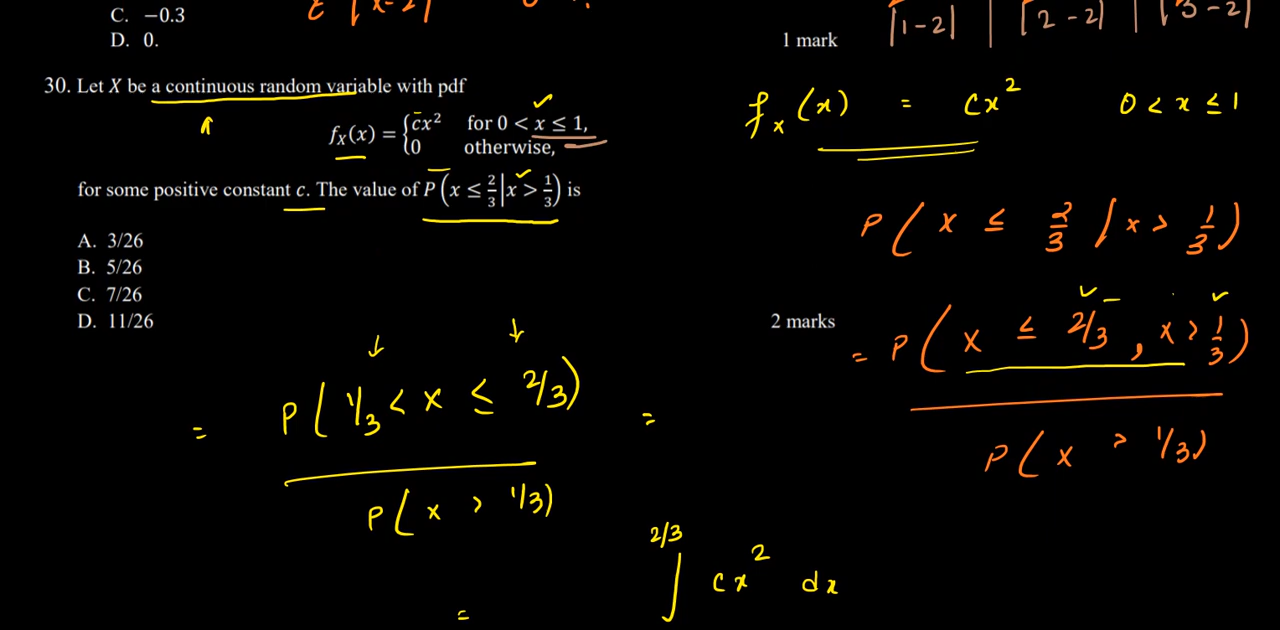 C. −0.3
D. 0.
1 mark
|1-2| | |2-2| | |3-2|
30. Let X be a continuous random variable with pdf
f_X(x) = { cx² for 0 < x ≤ 1,
0 otherwise,
for some positive constant c. The value of P(x ≤ 2/3 | x > 1/3) is
A. 3/26
B. 5/26
C. 7/26
D. 11/26
2 marks
f_x(x) = Cx² 0 < x ≤ 1
P(x ≤ 2/3 / x > 1/3)
= P(x ≤ 2/3, x > 1/3)
P(x > 1/3)
= P(1/3 < x ≤ 2/3) =
P(x > 1/3)
2/3
= ∫ cx² dx